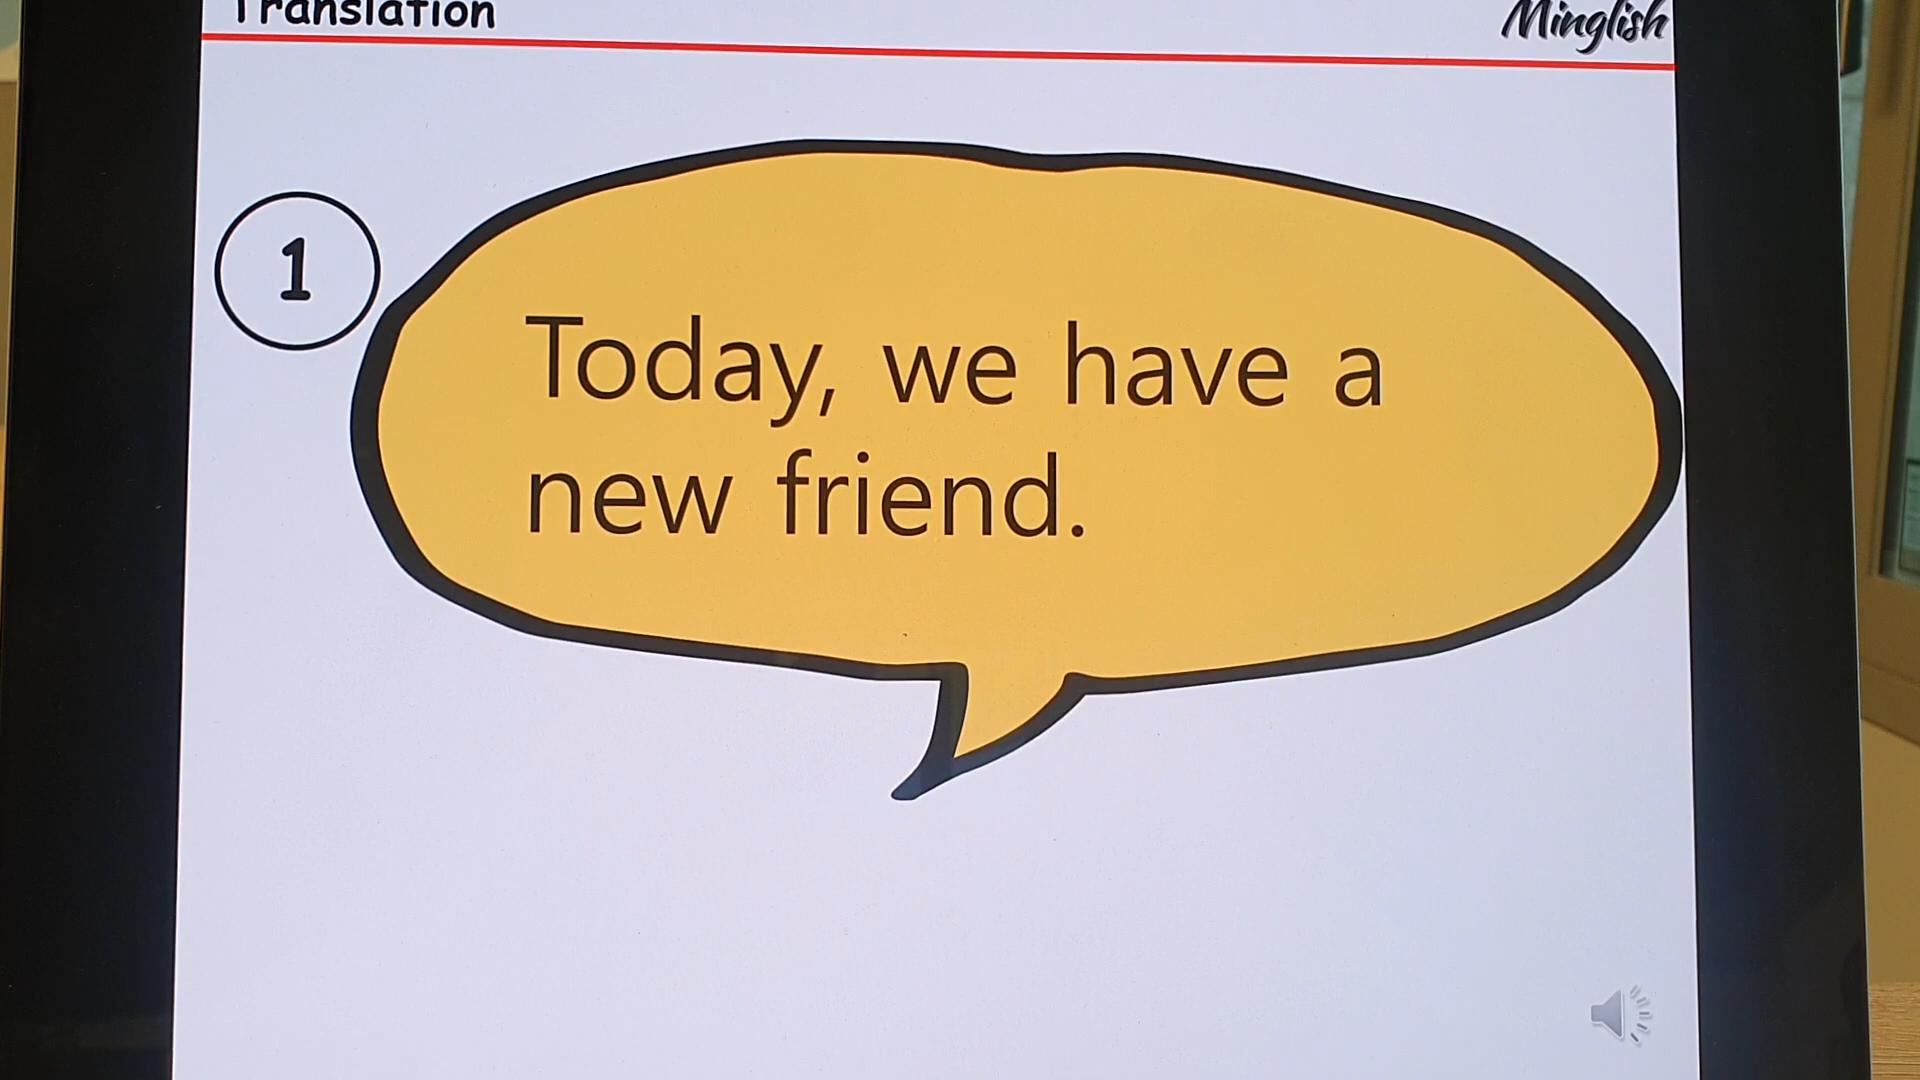 Translation
Minglish
1
Today, we have a
new friend.